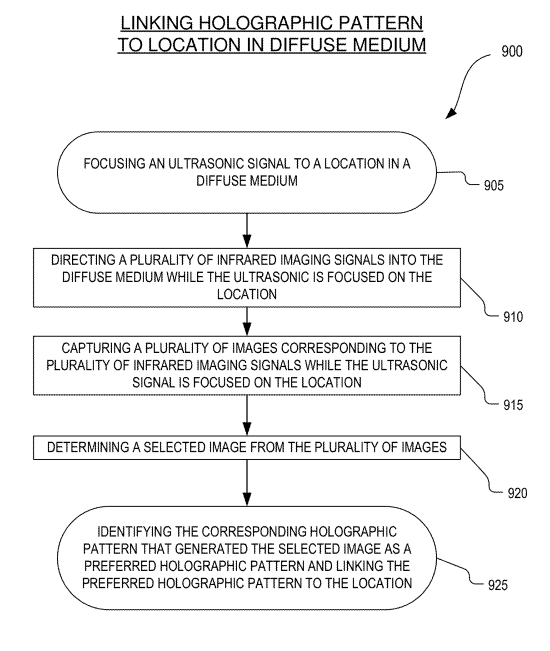 LINKING HOLOGRAPHIC PATTERN
TO LOCATION IN DIFFUSE MEDIUM
900
FOCUSING AN ULTRASONIC SIGNAL TO A LOCATION IN A
DIFFUSE MEDIUM
905
DIRECTING A PLURALITY OF INFRARED IMAGING SIGNALS INTO THE
DIFFUSE MEDIUM WHILE THE ULTRASONIC IS FOCUSED ON THE
LOCATION
910
CAPTURING A PLURALITY OF IMAGES CORRESPONDING TO THE
PLURALITY OF INFRARED IMAGING SIGNALS WHILE THE ULTRASONIC
SIGNAL IS FOCUSED ON THE LOCATION
915
DETERMINING A SELECTED IMAGE FROM THE PLURALITY OF IMAGES
920
IDENTIFYING THE CORRESPONDING HOLOGRAPHIC
PATTERN THAT GENERATED THE SELECTED IMAGE AS A
PREFERRED HOLOGRAPHIC PATTERN AND LINKING THE
PREFERRED HOLOGRAPHIC PATTERN TO THE LOCATION
925